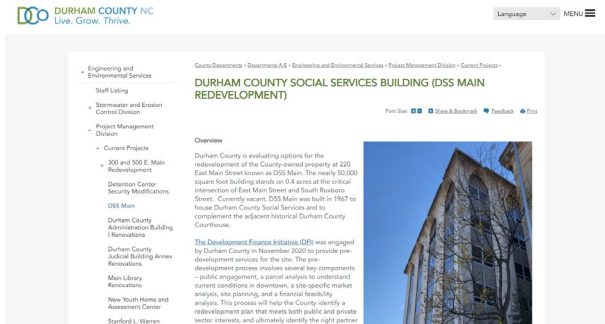 DURHAM COUNTY NC
Live. Grow. Thrive.
Language
MENU
Engineering and
Environmental Services
Staff Listing
Stormwater and Erosion
Control Division
Project Management
Division
Current Projects
300 and 500 E. Main
Redevelopment
Detention Center
Security Modifications
DSS Main
Durham County
Administration Building
I Renovations
Durham County
Judicial Building Annex
Renovations
Main Library
Renovations
New Youth Home and
Assessment Center
Stanford L. Warren
County Departments » Departments A-E » Engineering and Environmental Services » Project Management Division » Current Projects »
DURHAM COUNTY SOCIAL SERVICES BUILDING (DSS MAIN
REDEVELOPMENT)
Font Size: Share & Bookmark Feedback Print
Overview
Durham County is evaluating options for the
redevelopment of the County-owned property at 220
East Main Street known as DSS Main. The nearly 50,000
square foot building stands on 0.4 acres at the critical
intersection of East Main Street and South Roxboro
Street. Currently vacant, DSS Main was built in 1967 to
house Durham County Social Services and to
complement the adjacent historical Durham County
Courthouse.
The Development Finance Initiative (DFI) was engaged
by Durham County in November 2020 to provide pre-
development services for the site. The pre-
development process involves several key components
– public engagement, a parcel analysis to understand
current conditions in downtown, a site-specific market
analysis, site planning, and a financial feasibility
analysis. This process will help the County identify a
redevelopment plan that meets both public and private
sector interests, and ultimately identify the right partner